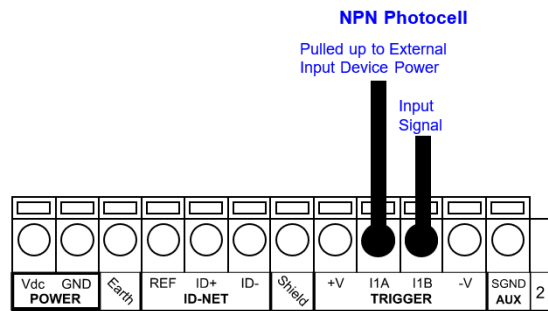 NPN Photocell
Pulled up to External
Input Device Power
Input
Signal
Vdc GND Earth REF ID+ ID- Shield +V I1A I1B -V SGND 2
POWER ID-NET TRIGGER AUX